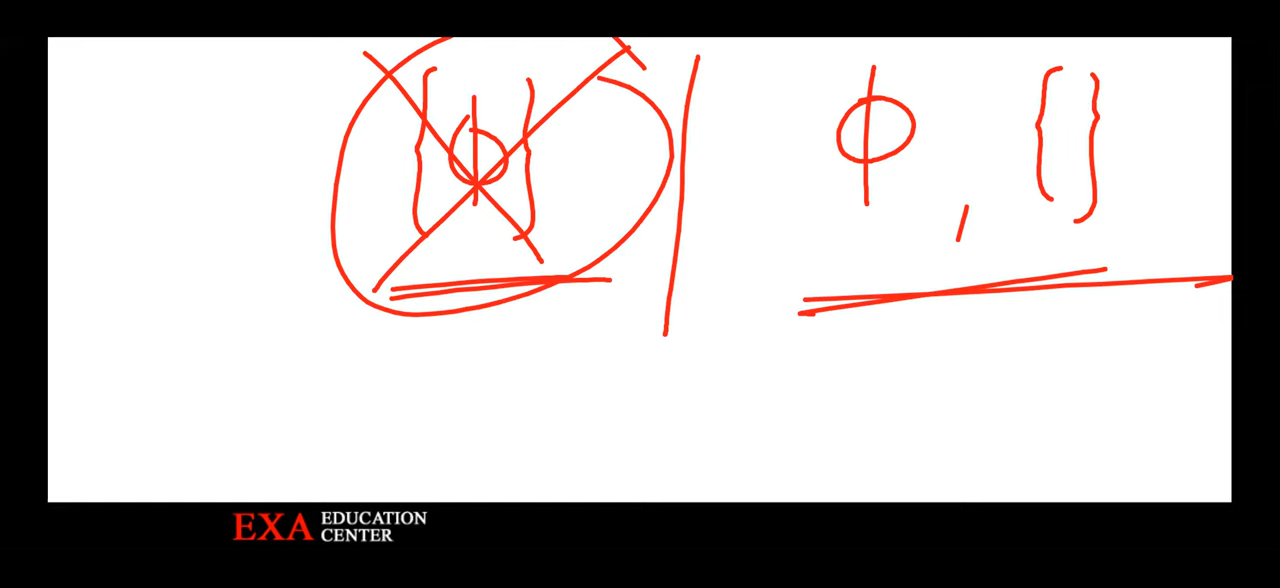 {ϕ} ϕ , { }
EXA EDUCATION
CENTER